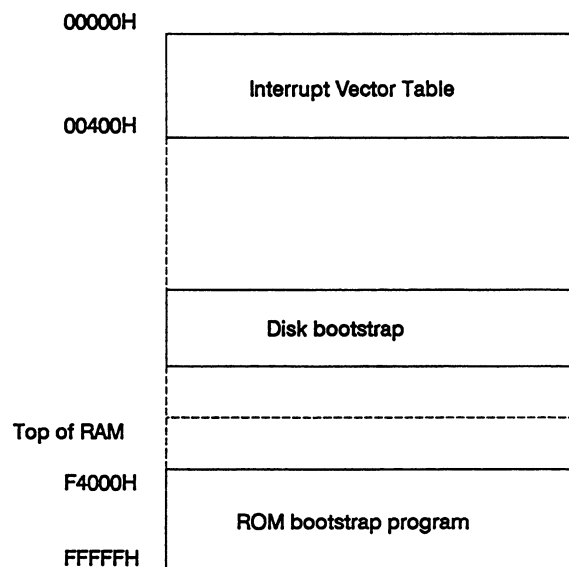 00000H
Interrupt Vector Table
00400H
Disk bootstrap
Top of RAM
F4000H
ROM bootstrap program
FFFFFH